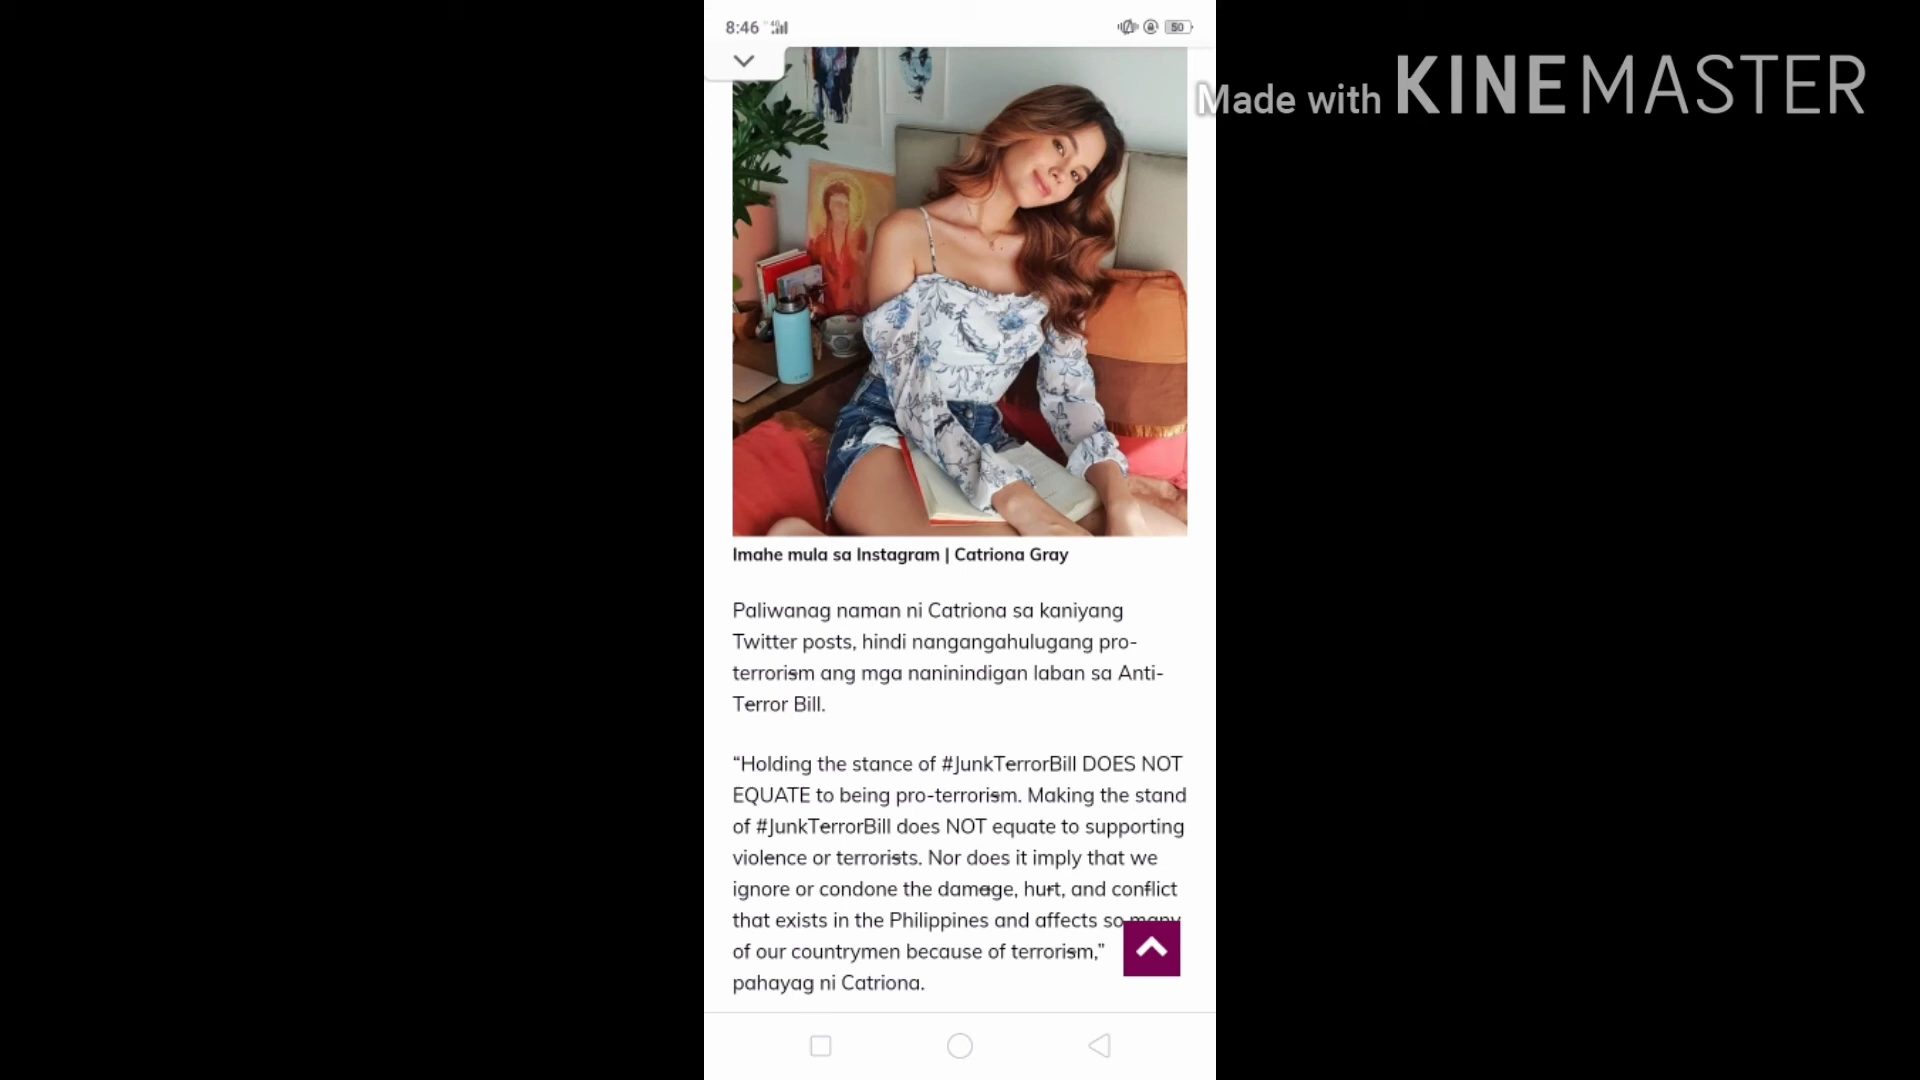 8:46
4G
50
Made with KINEMASTER
Imahe mula sa Instagram | Catriona Gray
Paliwanag naman ni Catriona sa kaniyang
Twitter posts, hindi nangangahulugang pro-
terrorism ang mga naninindigan laban sa Anti-
Terror Bill.
“Holding the stance of #JunkTerrorBill DOES NOT
EQUATE to being pro-terrorism. Making the stand
of #JunkTerrorBill does NOT equate to supporting
violence or terrorists. Nor does it imply that we
ignore or condone the damage, hurt, and conflict
that exists in the Philippines and affects so many
of our countrymen because of terrorism,”
pahayag ni Catriona.